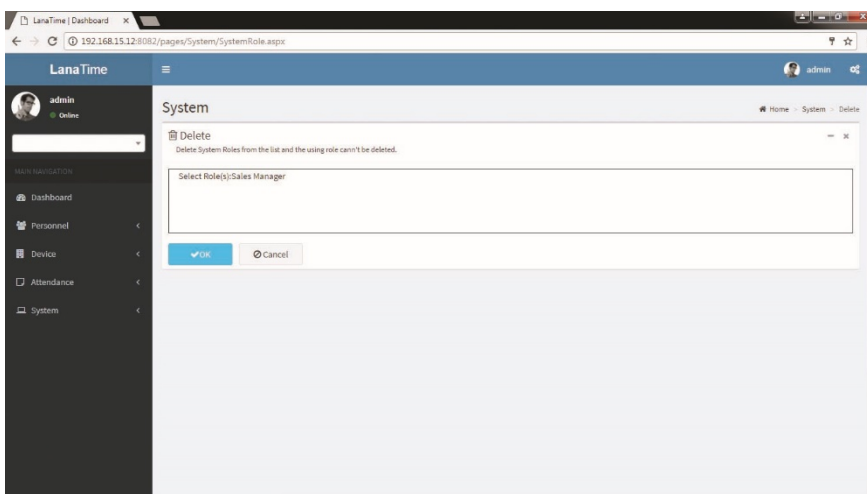 LanaTime | Dashboard
192.168.15.12:8082/pages/System/SystemRole.aspx
LanaTime
admin
admin
Online
System
Home > System > Delete
Delete
Delete System Roles from the list and the using role cann't be deleted.
MAIN NAVIGATION
Select Role(s):Sales Manager
Dashboard
Personnel
Device
Attendance
System
OK
Cancel